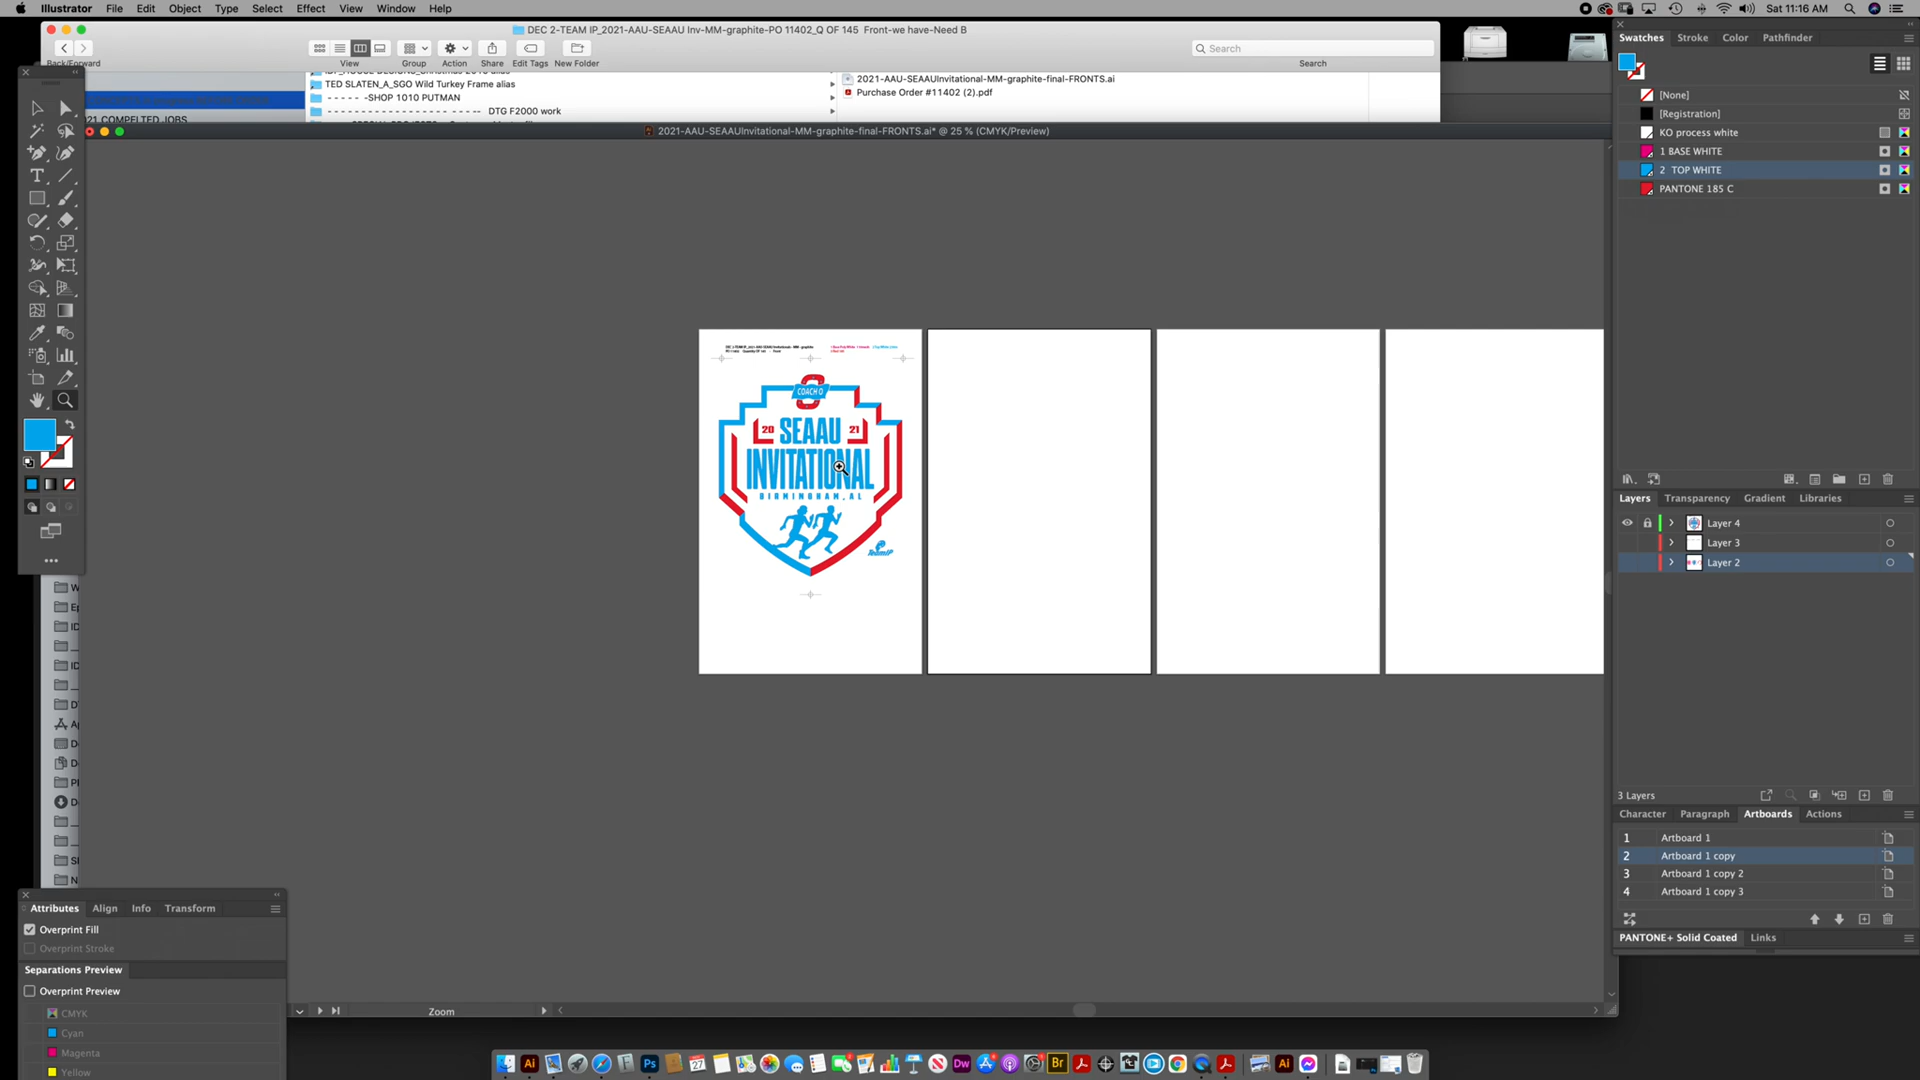 Illustrator File Edit Object Type Select Effect View Window Help
Sat 11:16 AM
DEC 2-TEAM IP_2021-AAU-SEAAU Inv-MM-graphite-PO 11402_Q OF 145 Front-we have-Need B
Back/Forward
View Group Action Share Edit Tags New Folder
Search
Search
TED SLATEN_A_SGO Wild Turkey Frame alias
-SHOP 1010 PUTMAN
DTG F2000 work
2021 COMPELTED JOBS
2021-AAU-SEAAUInvitational-MM-graphite-final-FRONTS.ai
Purchase Order #11402 (2).pdf
2021-AAU-SEAAUInvitational-MM-graphite-final-FRONTS.ai* @ 25 % (CMYK/Preview)
COACH O
20 SEAAU 21
INVITATIONAL
BIRMINGHAM, AL
TeamIP
Swatches Stroke Color Pathfinder
[None]
[Registration]
KO process white
1 BASE WHITE
2 TOP WHITE
PANTONE 185 C
Layers Transparency Gradient Libraries
Layer 4
Layer 3
Layer 2
3 Layers
Character Paragraph Artboards Actions
1 Artboard 1
2 Artboard 1 copy
3 Artboard 1 copy 2
4 Artboard 1 copy 3
PANTONE+ Solid Coated Links
Attributes Align Info Transform
Overprint Fill
Overprint Stroke
Separations Preview
Overprint Preview
CMYK
Cyan
Magenta
Yellow
Zoom